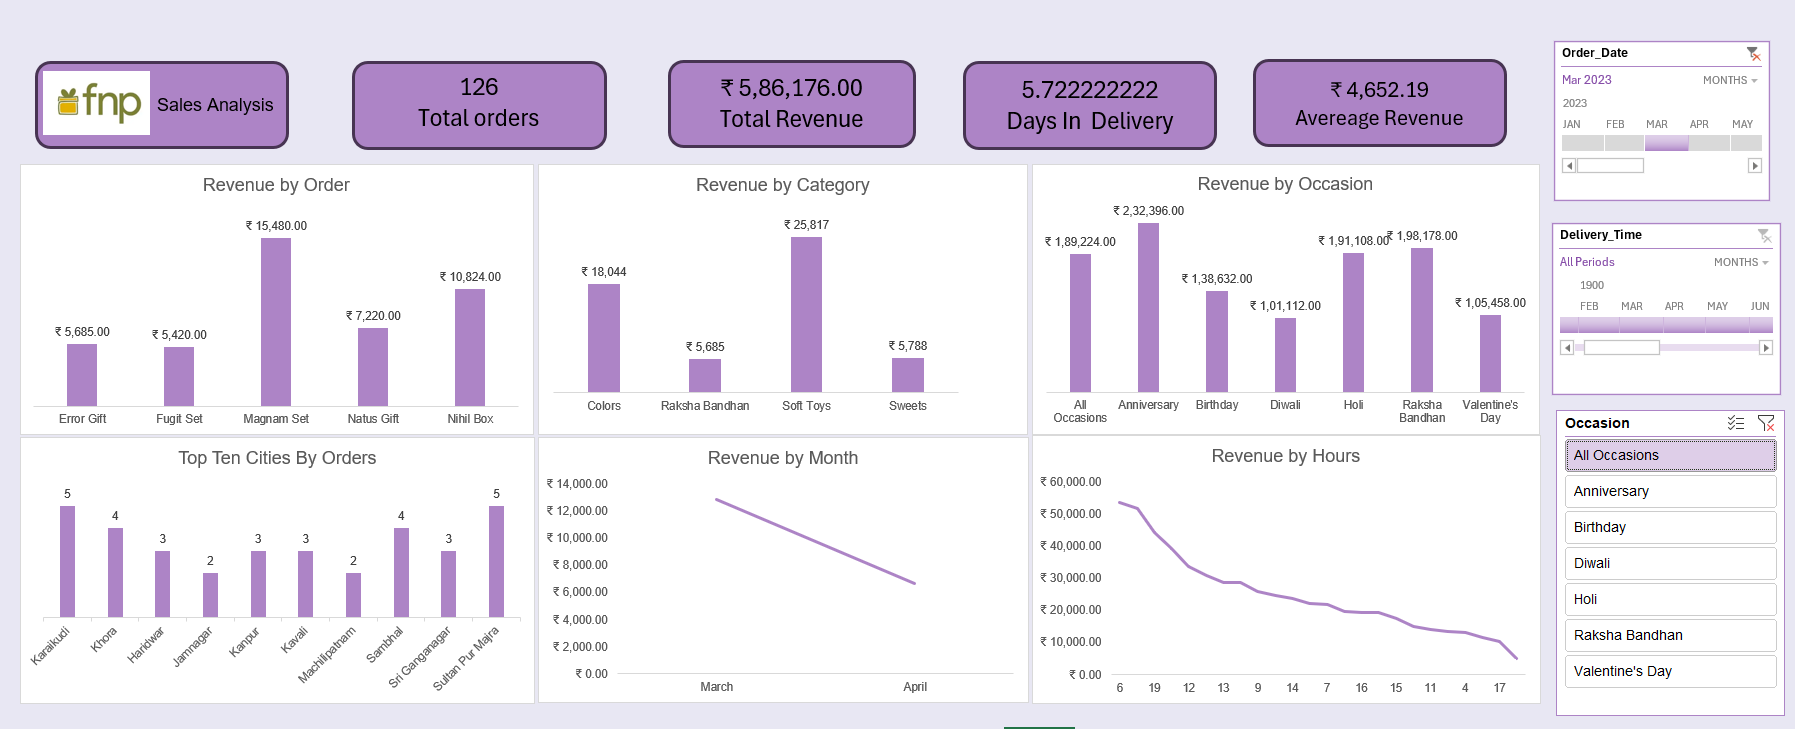 fnp
Sales Analysis
126
Total orders
₹ 5,86,176.00
Total Revenue
5.722222222
Days In Delivery
₹ 4,652.19
Avereage Revenue
Order_Date
Mar 2023
MONTHS
2023
JAN FEB MAR APR MAY
Revenue by Order
₹ 15,480.00
₹ 10,824.00
₹ 7,220.00
₹ 5,685.00
₹ 5,420.00
Error Gift Fugit Set Magnam Set Natus Gift Nihil Box
Revenue by Category
₹ 25,817
₹ 18,044
₹ 5,685
₹ 5,788
Colors Raksha Bandhan Soft Toys Sweets
Revenue by Occasion
₹ 2,32,396.00
₹ 1,89,224.00
₹ 1,91,108.00
₹ 1,98,178.00
₹ 1,38,632.00
₹ 1,01,112.00
₹ 1,05,458.00
All Anniversary Birthday Diwali Holi Raksha Valentine's
Occasions Bandhan Day
Delivery_Time
All Periods
MONTHS
1900
FEB MAR APR MAY JUN
Top Ten Cities By Orders
5 4 3 2 3 3 2 4 3 5
Karaikudi
Khora
Haridwar
Jamnagar
Kanpur
Kavali
Machilipatnam
Sambhal
Sri Ganganagar
Sultan Pur Majra
Revenue by Month
₹ 14,000.00
₹ 12,000.00
₹ 10,000.00
₹ 8,000.00
₹ 6,000.00
₹ 4,000.00
₹ 2,000.00
₹ 0.00
March April
Revenue by Hours
₹ 60,000.00
₹ 50,000.00
₹ 40,000.00
₹ 30,000.00
₹ 20,000.00
₹ 10,000.00
₹ 0.00
6 19 12 13 9 14 7 16 15 11 4 17
Occasion
All Occasions
Anniversary
Birthday
Diwali
Holi
Raksha Bandhan
Valentine's Day